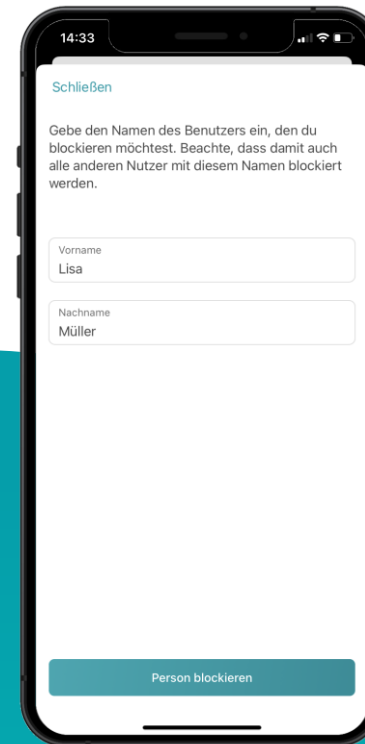 14:33
Schließen
Gebe den Namen des Benutzers ein, den du
blockieren möchtest. Beachte, dass damit auch
alle anderen Nutzer mit diesem Namen blockiert
werden.
Vorname
Lisa
Nachname
Müller
Person blockieren